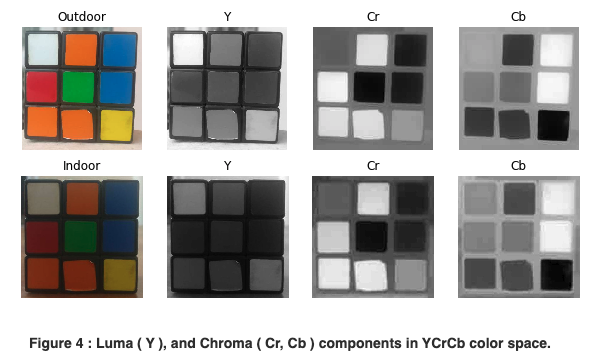 Outdoor Y Cr Cb
Indoor Y Cr Cb
Figure 4 : Luma ( Y ), and Chroma ( Cr, Cb ) components in YCrCb color space.